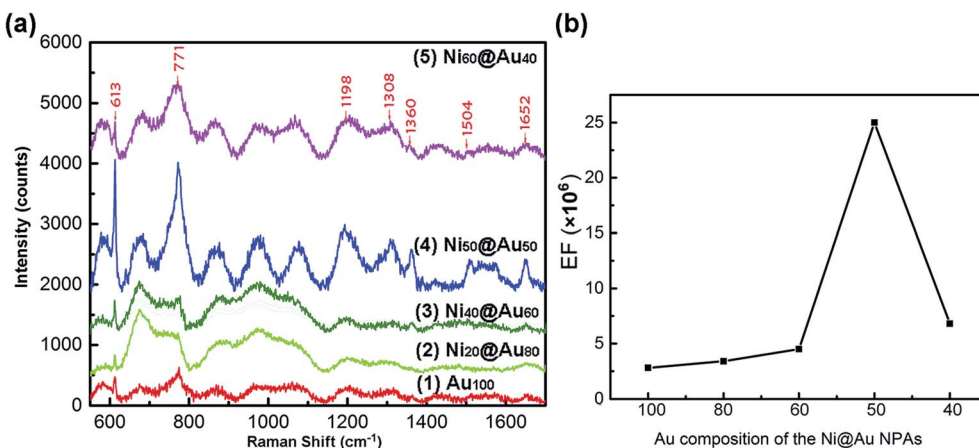 (a)
6000
5000
4000
3000
2000
1000
0
Intensity (counts)
613
771
1198
1308
1360
1504
1652
(5) Ni60@Au40
(4) Ni50@Au50
(3) Ni40@Au60
(2) Ni20@Au80
(1) Au100
600 800 1000 1200 1400 1600
Raman Shift (cm⁻¹)
(b)
25
20
15
10
5
0
EF (×10⁶)
100 80 60 50 40
Au composition of the Ni@Au NPAs